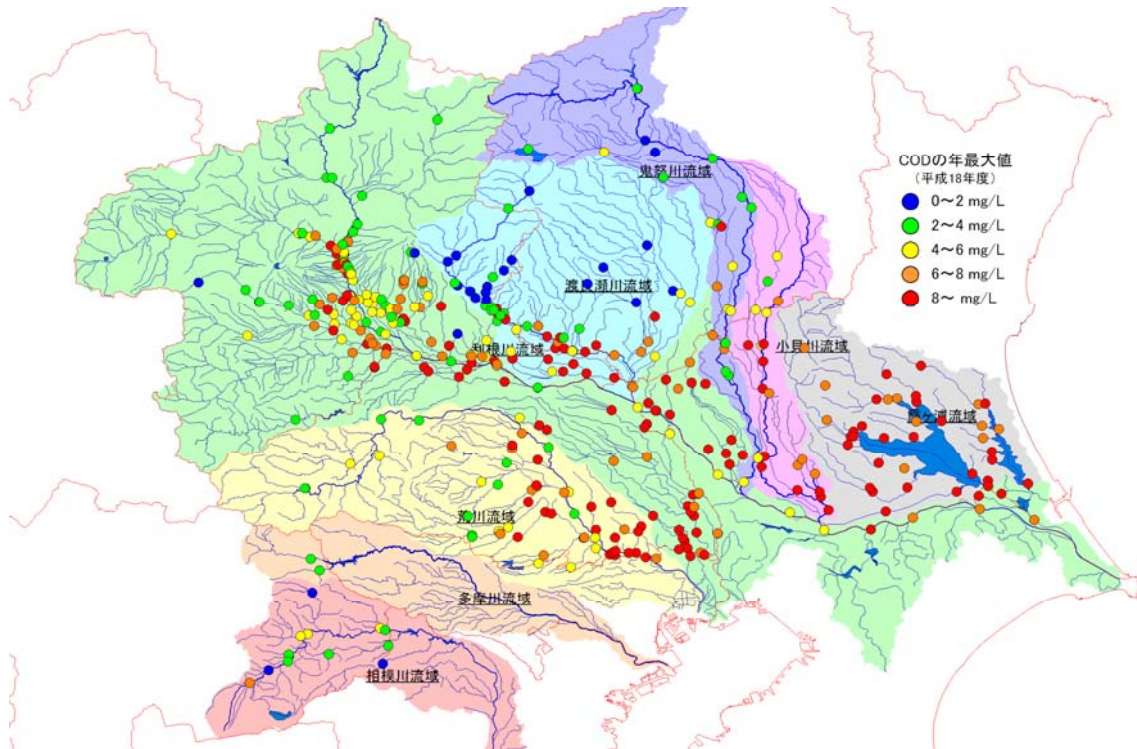 鬼怒川流域
CODの年最大値
(平成18年度)
0～2 mg/L
2～4 mg/L
4～6 mg/L
6～8 mg/L
8～ mg/L
渡良瀬川流域
利根川流域
小貝川流域
霞ヶ浦流域
荒川流域
多摩川流域
相模川流域